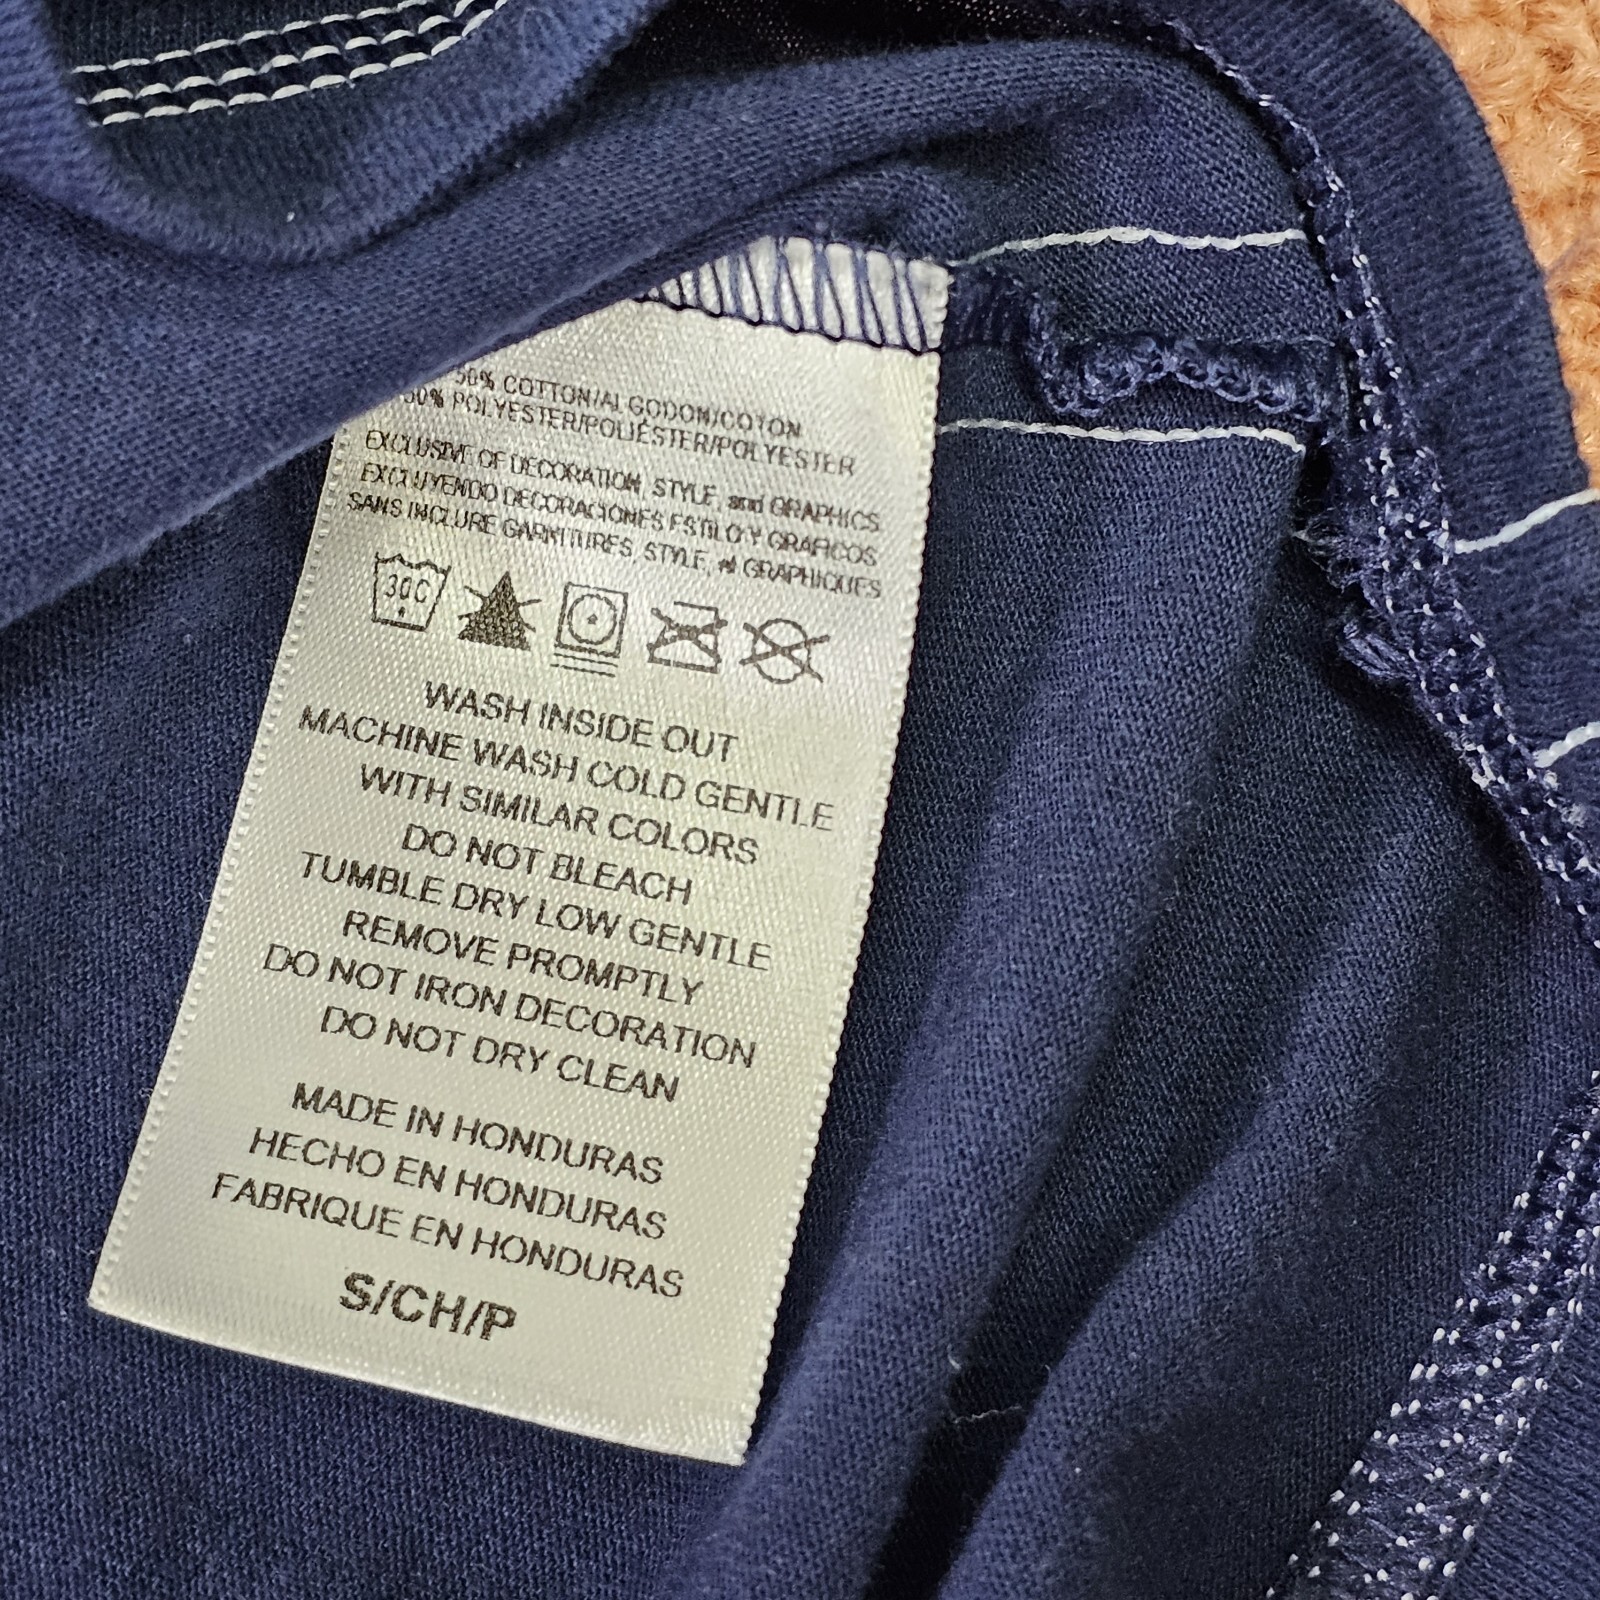 50% COTTON/ALGODON/COTON
50% POLYESTER/POLIÉSTER/POLYESTER
EXCLUSIVE OF DECORATION, STYLE, and GRAPHICS
EXCLUYENDO DECORACIONES ESTILO Y GRAFICOS
SANS INCLURE GARNITURES, STYLE, et GRAPHIQUES
30C
WASH INSIDE OUT
MACHINE WASH COLD GENTLE
WITH SIMILAR COLORS
DO NOT BLEACH
TUMBLE DRY LOW GENTLE
REMOVE PROMPTLY
DO NOT IRON DECORATION
DO NOT DRY CLEAN
MADE IN HONDURAS
HECHO EN HONDURAS
FABRIQUE EN HONDURAS
S/CH/P